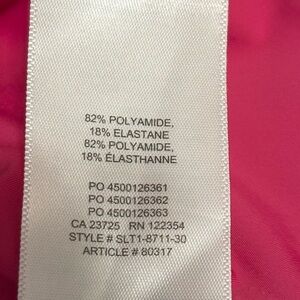 82% POLYAMIDE,
18% ELASTANE
82% POLYAMIDE,
18% ÉLASTHANNE
PO 4500126361
PO 4500126362
PO 4500126363
CA 23725 RN 122354
STYLE # SLT1-8711-30
ARTICLE # 80317